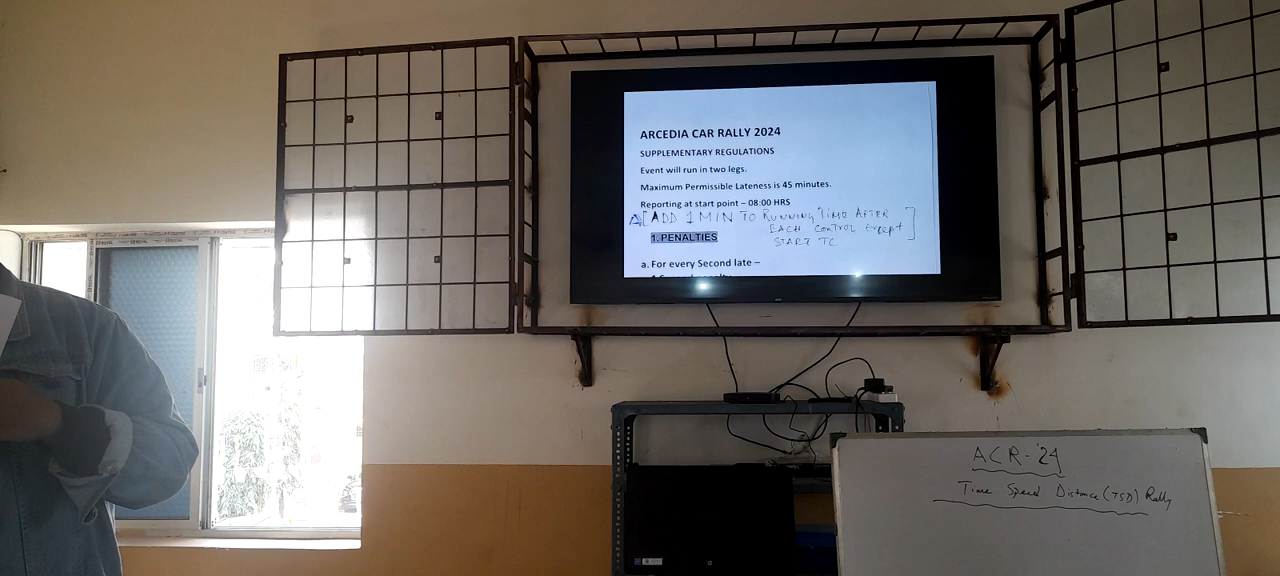 ARCEDIA CAR RALLY 2024
SUPPLEMENTARY REGULATIONS
Event will run in two legs.
Maximum Permissible Lateness is 45 minutes.
Reporting at start point – 08:00 HRS
[ADD 1 MIN TO RUNNING TIME AFTER
EACH CONTROL EXCEPT]
START TC
1. PENALTIES
a. For every Second late –
ACR-'24
Time Speed Distance (TSD) Rally